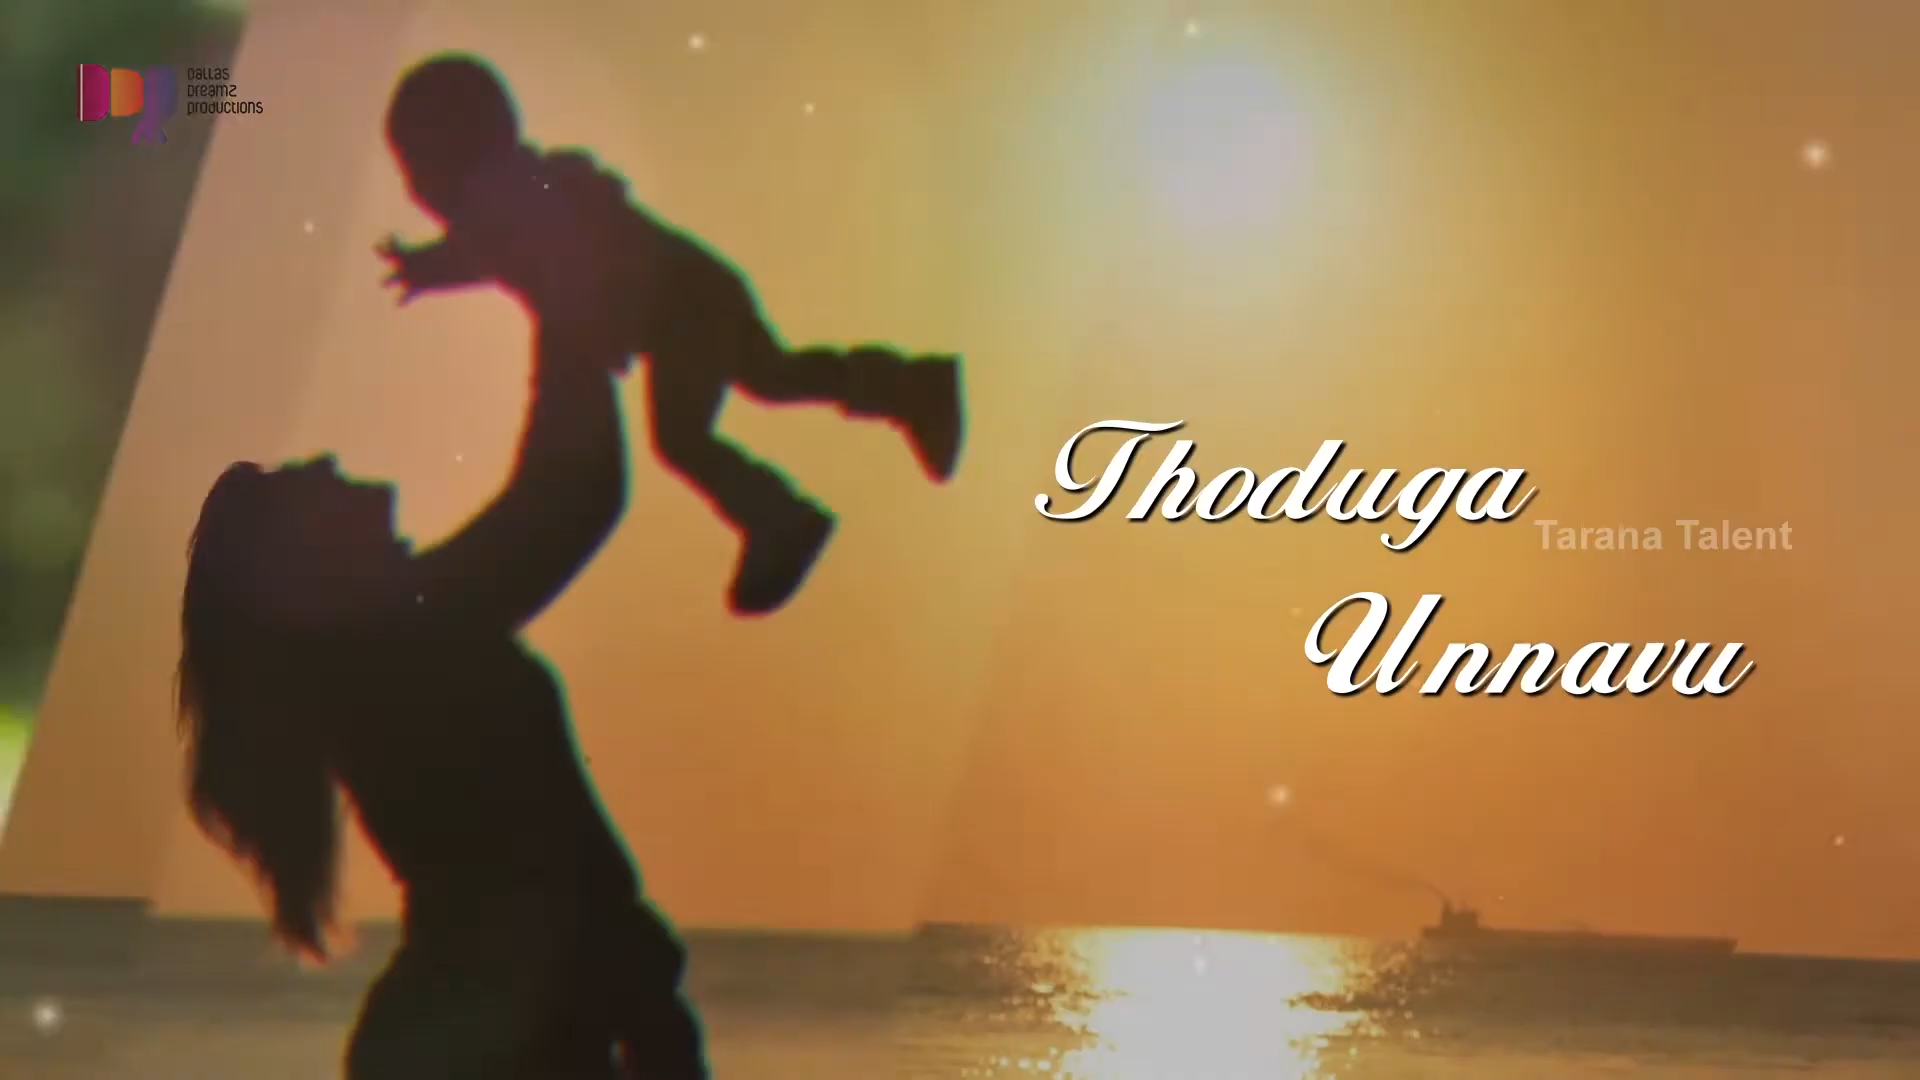 Dallas
Dreamz
Productions
Thoduga
Tarana Talent
Unnavu